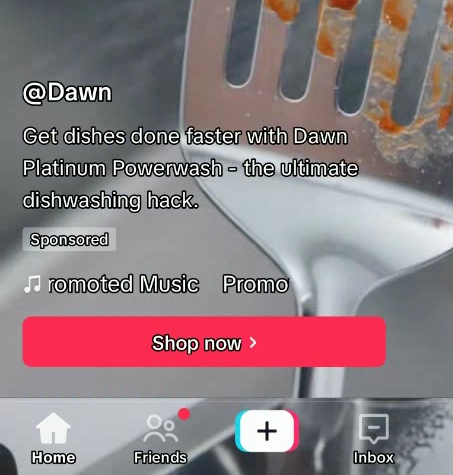 @Dawn
Get dishes done faster with Dawn
Platinum Powerwash - the ultimate
dishwashing hack.
Sponsored
romoted Music Promo
Shop now
Home Friends Inbox